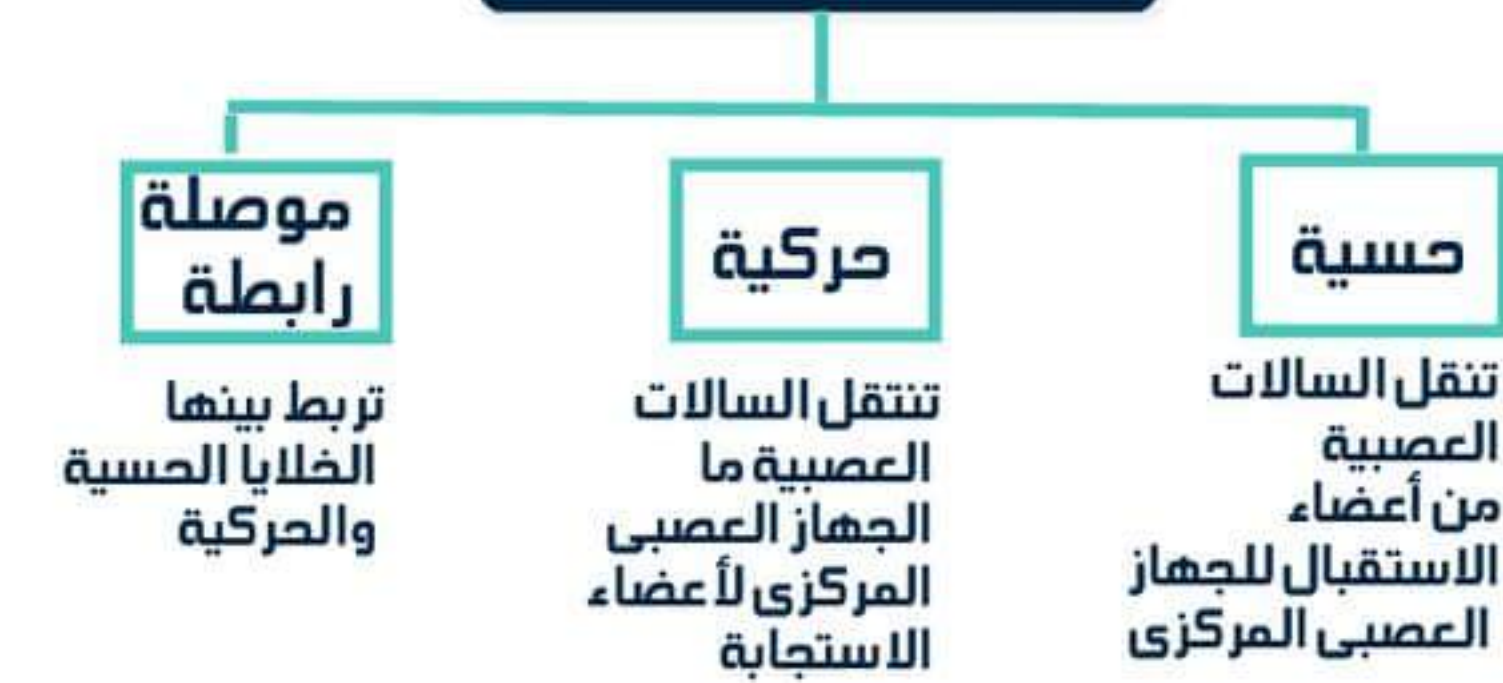 حسية
تنقل السالات
العصبية
من أعضاء
الاستقبال للجهاز
العصبى المركزى
حركية
تنتقل السالات
العصبية ما
الجهاز العصبى
المركزى لأعضاء
الاستجابة
موصلة
رابطة
تربط بينها
الخلايا الحسية
والحركية